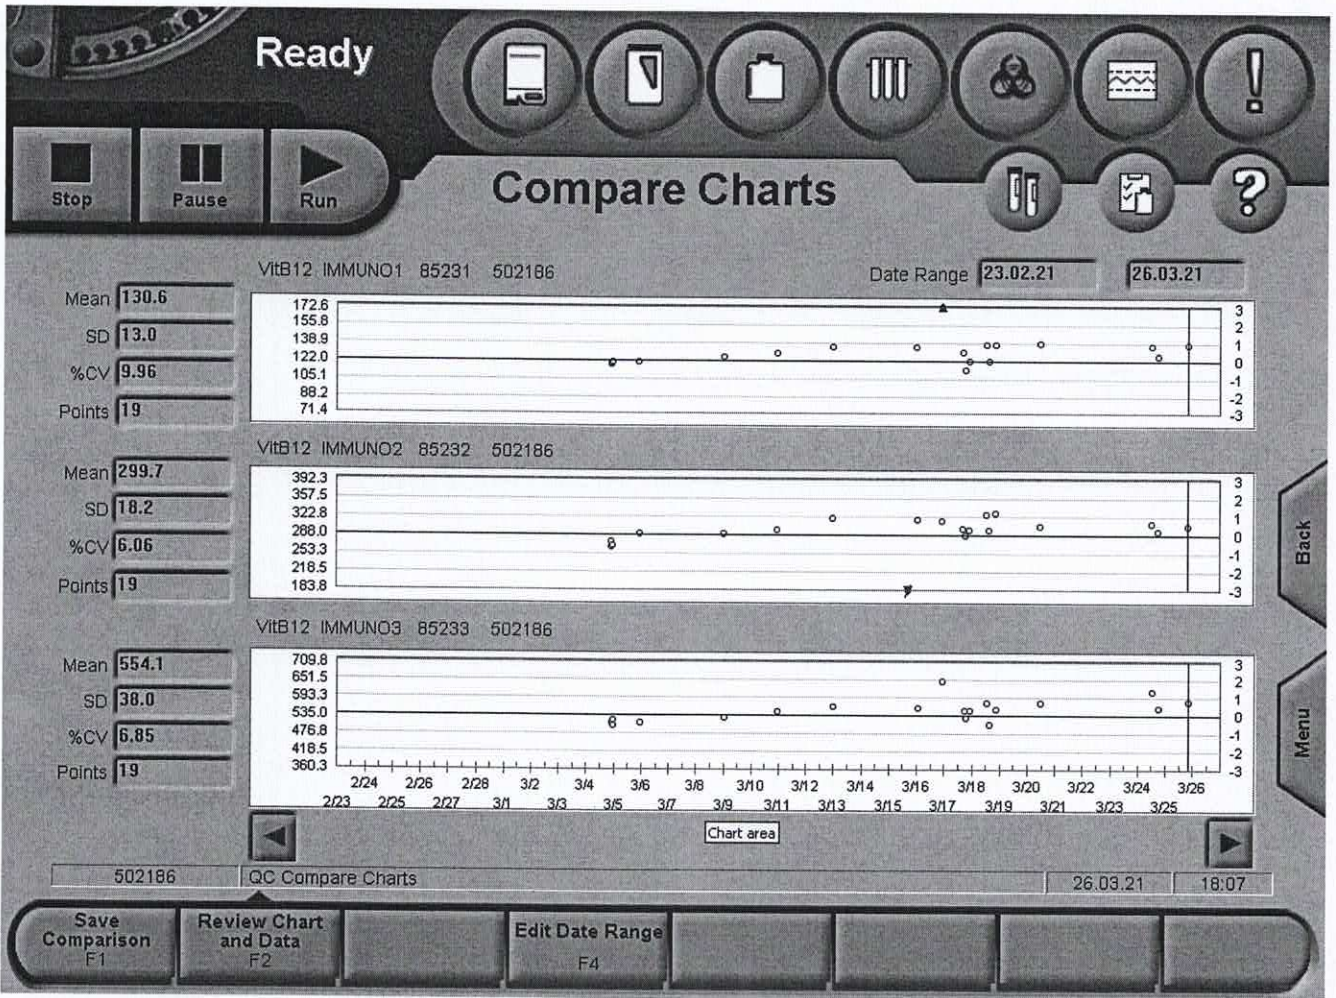 Ready
Stop
Pause
Run
Compare Charts
VitB12 IMMUNO1 85231 502186
Date Range 23.02.21 26.03.21
Mean 130.6
SD 13.0
%CV 9.96
Points 19
172.6
155.8
138.9
122.0
105.1
88.2
71.4
3
2
1
0
-1
-2
-3
VitB12 IMMUNO2 85232 502186
Mean 299.7
SD 18.2
%CV 6.06
Points 19
392.3
357.5
322.8
288.0
253.3
218.5
183.8
3
2
1
0
-1
-2
-3
Back
VitB12 IMMUNO3 85233 502186
Mean 554.1
SD 38.0
%CV 6.85
Points 19
709.8
651.5
593.3
535.0
476.8
418.5
360.3
3
2
1
0
-1
-2
-3
Menu
2/24 2/26 2/28 3/2 3/4 3/6 3/8 3/10 3/12 3/14 3/16 3/18 3/20 3/22 3/24 3/26
2/23 2/25 2/27 3/1 3/3 3/5 3/7 3/9 3/11 3/13 3/15 3/17 3/19 3/21 3/23 3/25
Chart area
502186 QC Compare Charts 26.03.21 18:07
Save Comparison F1
Review Chart and Data F2
Edit Date Range F4